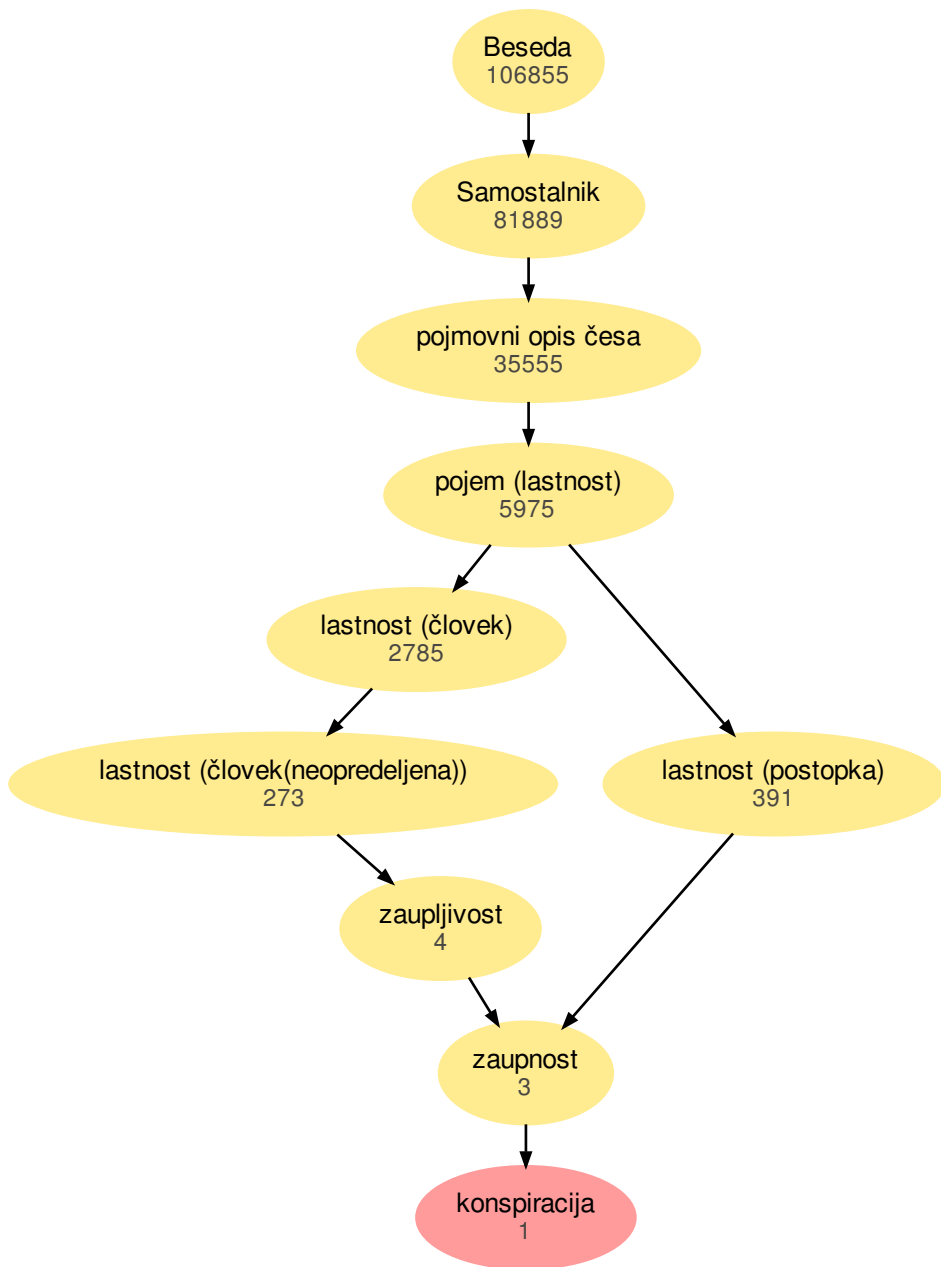 Beseda
106855
Samostalnik
81889
pojmovni opis česa
35555
pojem (lastnost)
5975
lastnost (človek)
2785
lastnost (človek(neopredeljena))
273
lastnost (postopka)
391
zaupljivost
4
zaupnost
3
konspiracija
1